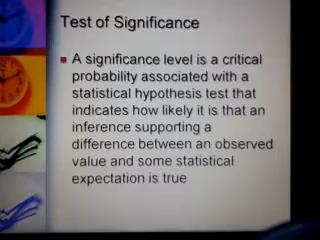 Test of Significance
A significance level is a critical
probability associated with a
statistical hypothesis test that
indicates how likely it is that an
inference supporting a
difference between an observed
value and some statistical
expectation is true